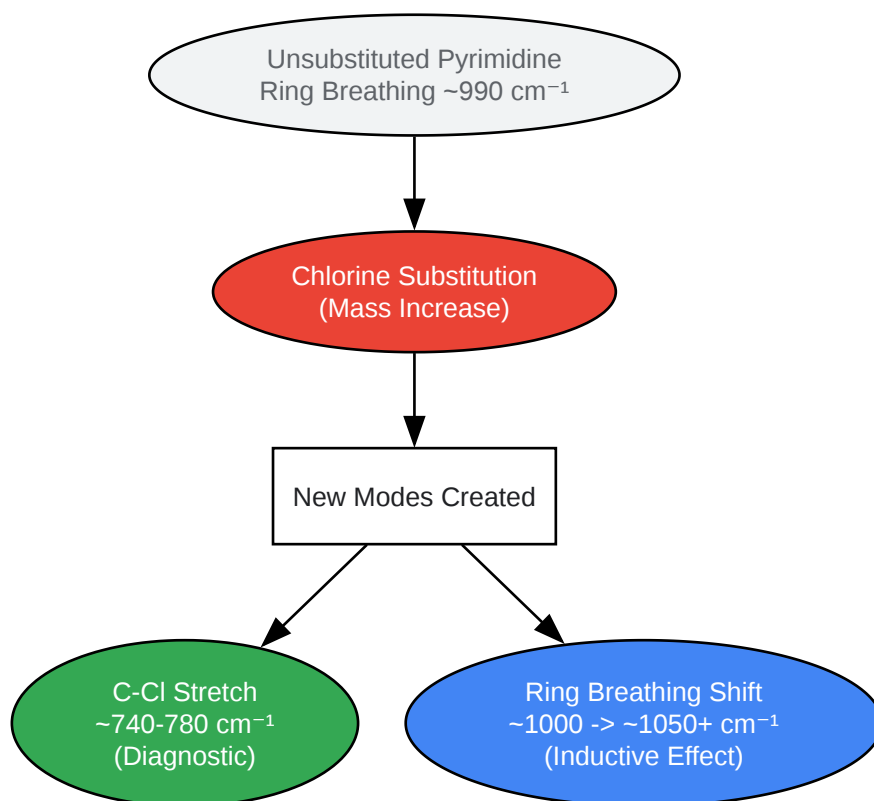 Unsubstituted Pyrimidine
Ring Breathing ~990 cm⁻¹
Chlorine Substitution
(Mass Increase)
New Modes Created
C-Cl Stretch
~740-780 cm⁻¹
(Diagnostic)
Ring Breathing Shift
~1000 -> ~1050+ cm⁻¹
(Inductive Effect)